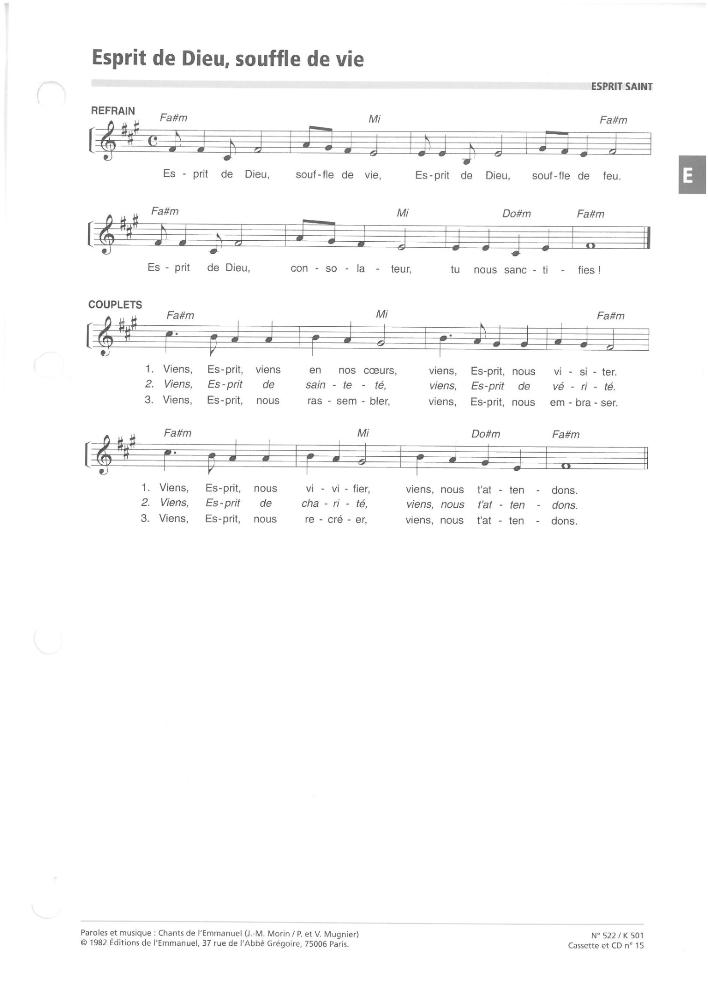 Esprit de Dieu, souffle de vie
ESPRIT SAINT
REFRAIN
Fa#m Mi Fa#m
Es - prit de Dieu, souf-fle de vie, Es-prit de Dieu, souf-fle de feu.
E
Fa#m Mi Do#m Fa#m
Es - prit de Dieu, con - so - la - teur, tu nous sanc - ti - fies !
COUPLETS
Fa#m Mi Fa#m
1. Viens, Es-prit, viens en nos cœurs, viens, Es-prit, nous vi - si - ter.
2. Viens, Es-prit de sain - te - té, viens, Es-prit de vé - ri - té.
3. Viens, Es-prit, nous ras - sem - bler, viens, Es-prit, nous em - bra - ser.
Fa#m Mi Do#m Fa#m
1. Viens, Es-prit, nous vi - vi - fier, viens, nous t'at - ten - dons.
2. Viens, Es-prit de cha - ri - té, viens, nous t'at - ten - dons.
3. Viens, Es-prit, nous re - cré - er, viens, nous t'at - ten - dons.
Paroles et musique : Chants de l'Emmanuel (J.-M. Morin / P. et V. Mugnier)
© 1982 Éditions de l'Emmanuel, 37 rue de l'Abbé Grégoire, 75006 Paris.
N° 522 / K 501
Cassette et CD n° 15